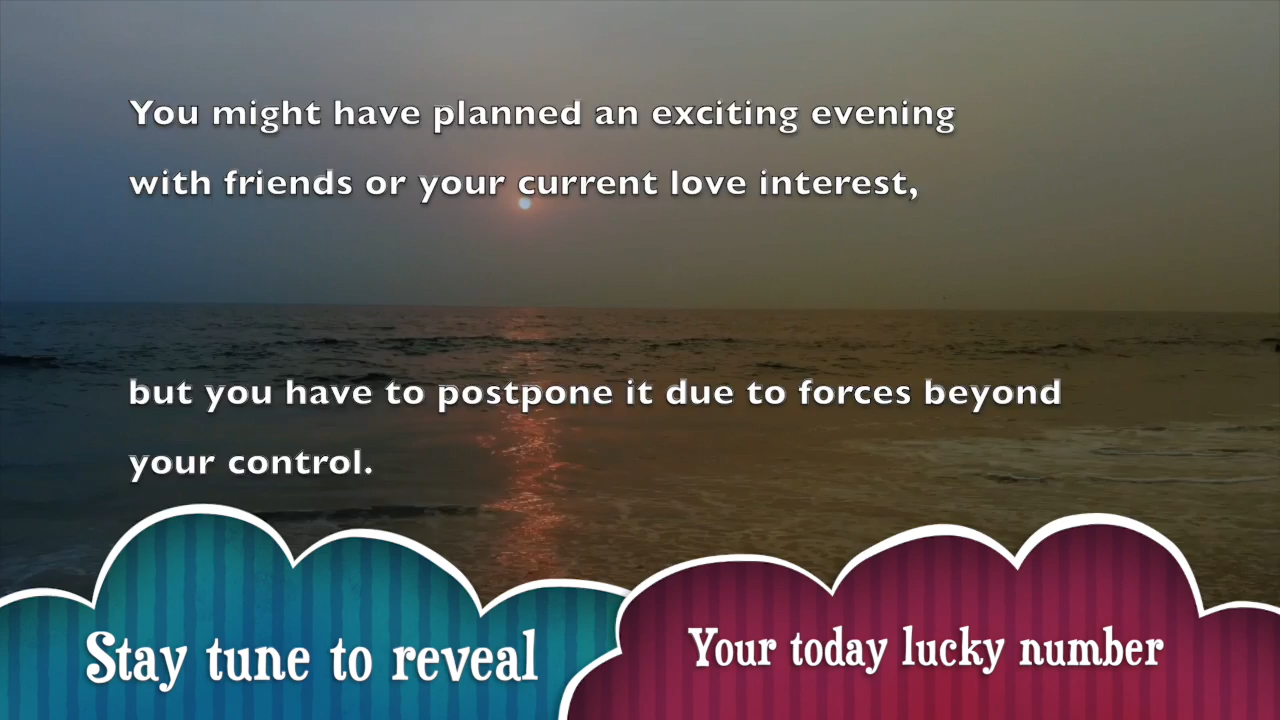 You might have planned an exciting evening
with friends or your current love interest,
but you have to postpone it due to forces beyond
your control.
Stay tune to reveal
Your today lucky number